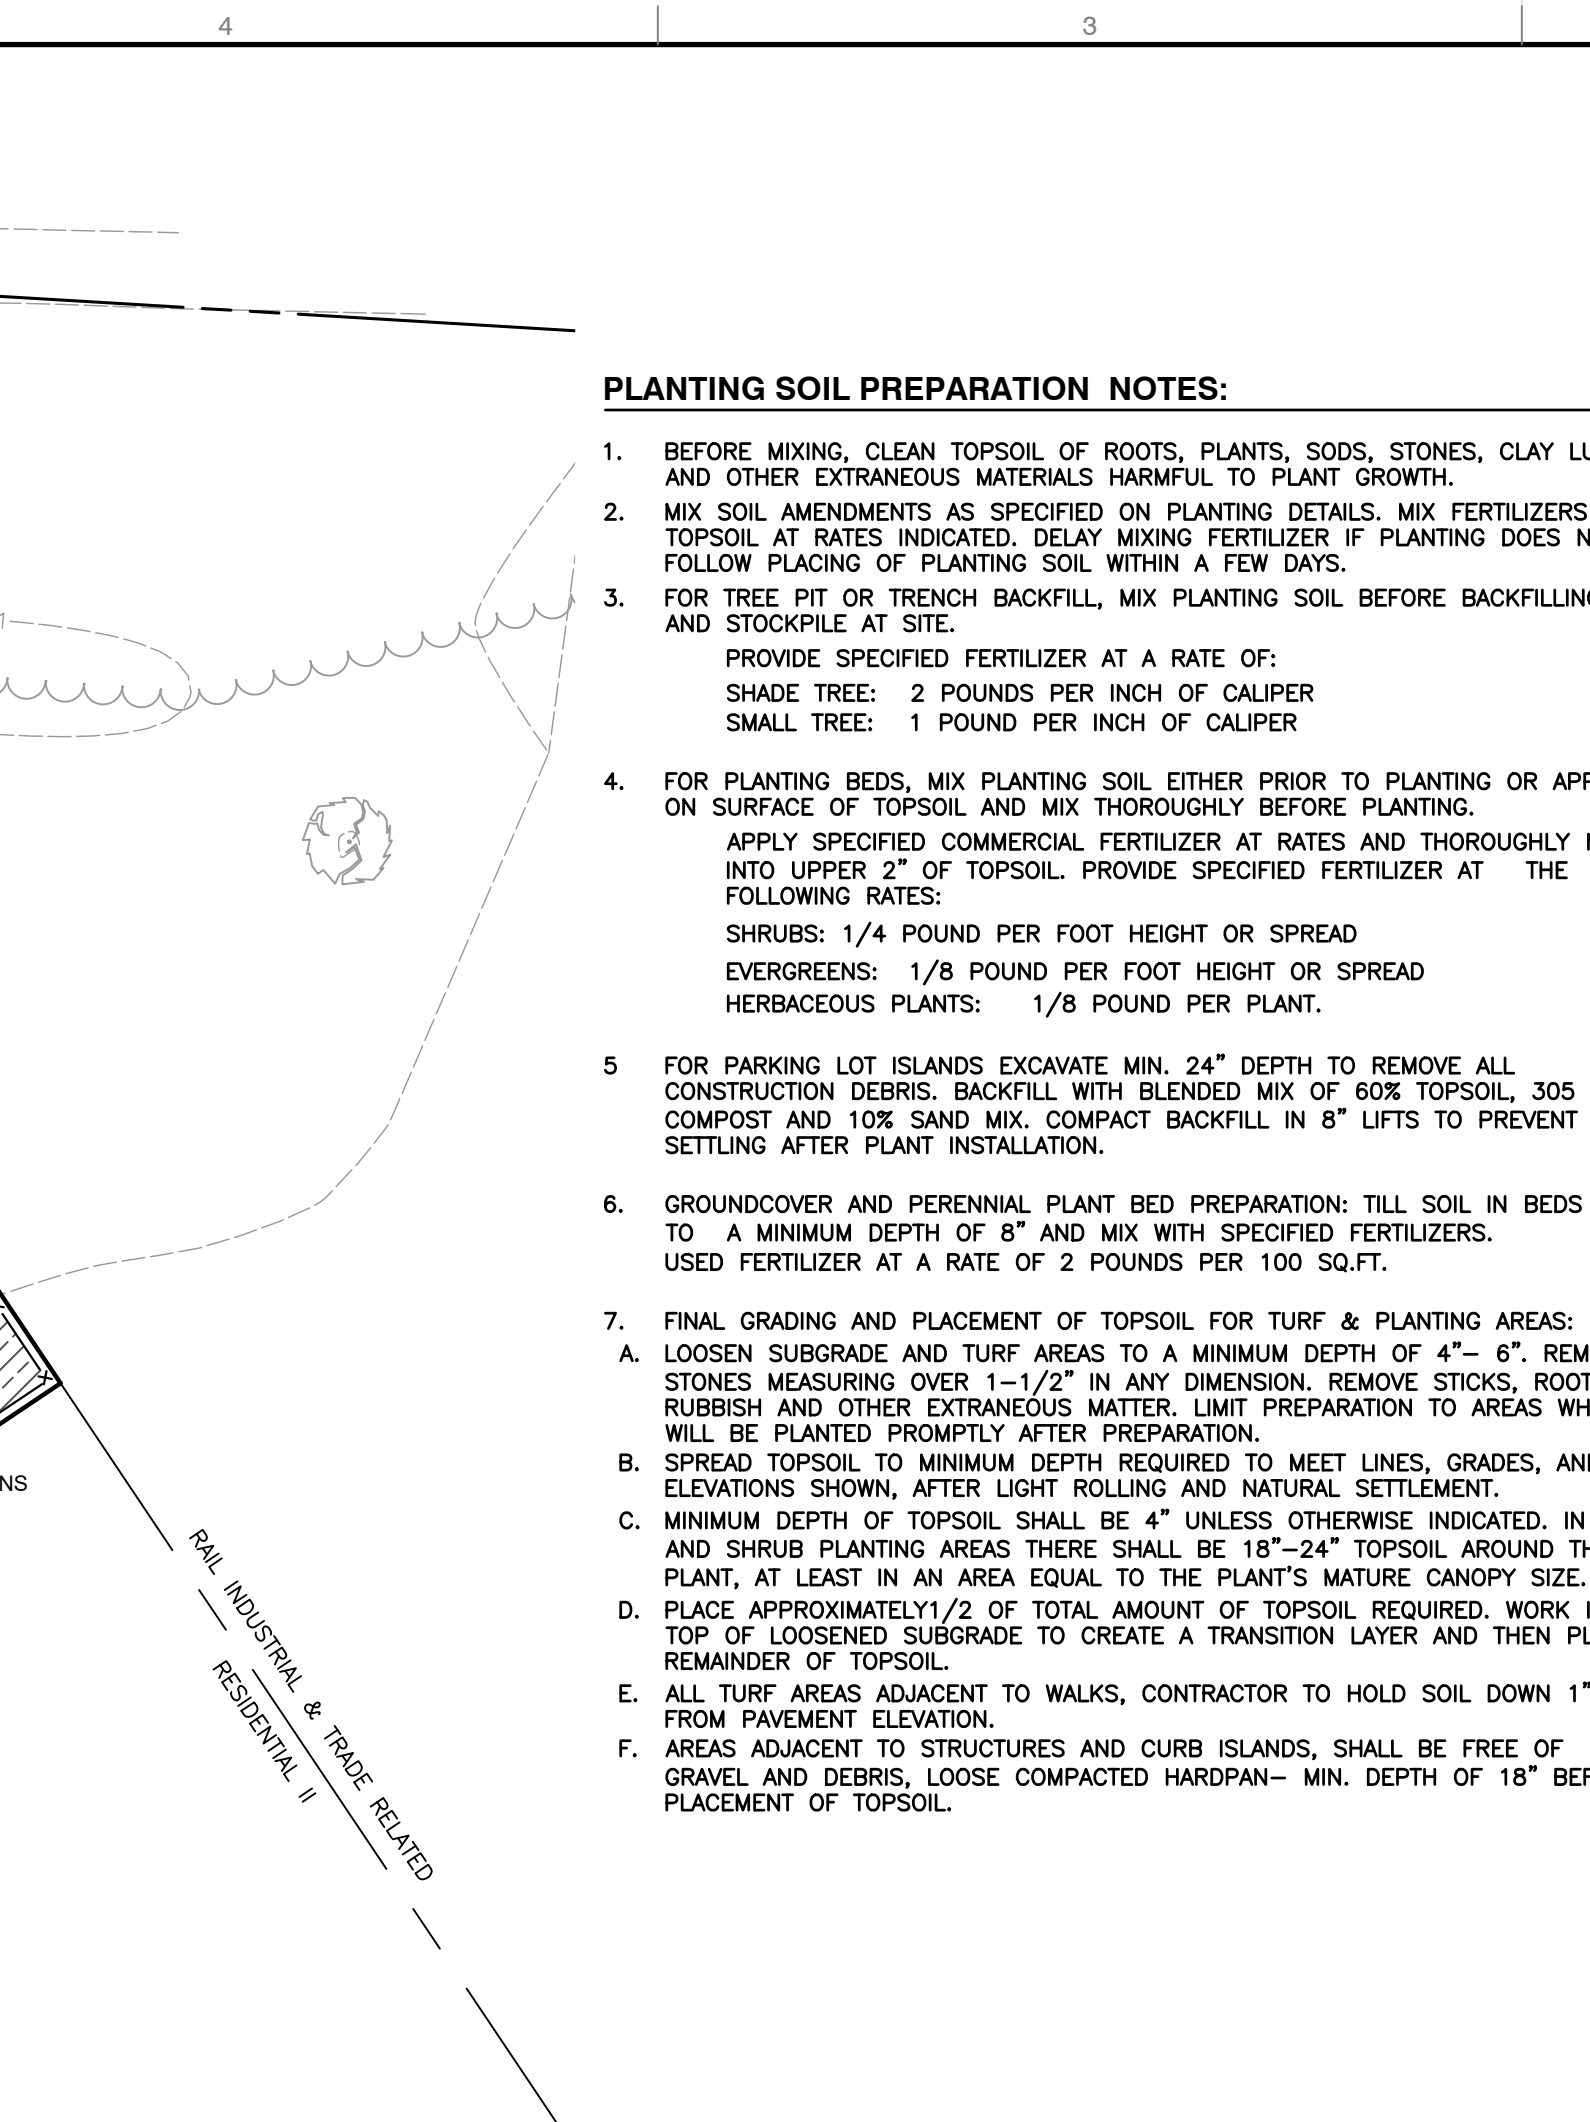 4
3
PLANTING SOIL PREPARATION NOTES:
1. BEFORE MIXING, CLEAN TOPSOIL OF ROOTS, PLANTS, SODS, STONES, CLAY
AND OTHER EXTRANEOUS MATERIALS HARMFUL TO PLANT GROWTH.
2. MIX SOIL AMENDMENTS AS SPECIFIED ON PLANTING DETAILS. MIX FERTILIZERS
TOPSOIL AT RATES INDICATED. DELAY MIXING FERTILIZER IF PLANTING DOES
FOLLOW PLACING OF PLANTING SOIL WITHIN A FEW DAYS.
3. FOR TREE PIT OR TRENCH BACKFILL, MIX PLANTING SOIL BEFORE BACKFILLING
AND STOCKPILE AT SITE.
PROVIDE SPECIFIED FERTILIZER AT A RATE OF:
SHADE TREE: 2 POUNDS PER INCH OF CALIPER
SMALL TREE: 1 POUND PER INCH OF CALIPER
4. FOR PLANTING BEDS, MIX PLANTING SOIL EITHER PRIOR TO PLANTING OR
ON SURFACE OF TOPSOIL AND MIX THOROUGHLY BEFORE PLANTING.
APPLY SPECIFIED COMMERCIAL FERTILIZER AT RATES AND THOROUGHLY
INTO UPPER 2" OF TOPSOIL. PROVIDE SPECIFIED FERTILIZER AT THE
FOLLOWING RATES:
SHRUBS: 1/4 POUND PER FOOT HEIGHT OR SPREAD
EVERGREENS: 1/8 POUND PER FOOT HEIGHT OR SPREAD
HERBACEOUS PLANTS: 1/8 POUND PER PLANT.
5 FOR PARKING LOT ISLANDS EXCAVATE MIN. 24" DEPTH TO REMOVE ALL
CONSTRUCTION DEBRIS. BACKFILL WITH BLENDED MIX OF 60% TOPSOIL, 305
COMPOST AND 10% SAND MIX. COMPACT BACKFILL IN 8" LIFTS TO PREVENT
SETTLING AFTER PLANT INSTALLATION.
6. GROUNDCOVER AND PERENNIAL PLANT BED PREPARATION: TILL SOIL IN BEDS
TO A MINIMUM DEPTH OF 8" AND MIX WITH SPECIFIED FERTILIZERS.
USED FERTILIZER AT A RATE OF 2 POUNDS PER 100 SQ.FT.
7. FINAL GRADING AND PLACEMENT OF TOPSOIL FOR TURF & PLANTING AREAS:
A. LOOSEN SUBGRADE AND TURF AREAS TO A MINIMUM DEPTH OF 4"– 6".
STONES MEASURING OVER 1–1/2" IN ANY DIMENSION. REMOVE STICKS,
RUBBISH AND OTHER EXTRANEOUS MATTER. LIMIT PREPARATION TO AREAS
WILL BE PLANTED PROMPTLY AFTER PREPARATION.
B. SPREAD TOPSOIL TO MINIMUM DEPTH REQUIRED TO MEET LINES, GRADES,
ELEVATIONS SHOWN, AFTER LIGHT ROLLING AND NATURAL SETTLEMENT.
C. MINIMUM DEPTH OF TOPSOIL SHALL BE 4" UNLESS OTHERWISE INDICATED. IN
AND SHRUB PLANTING AREAS THERE SHALL BE 18"–24" TOPSOIL AROUND
PLANT, AT LEAST IN AN AREA EQUAL TO THE PLANT'S MATURE CANOPY SIZE.
D. PLACE APPROXIMATELY1/2 OF TOTAL AMOUNT OF TOPSOIL REQUIRED. WORK
TOP OF LOOSENED SUBGRADE TO CREATE A TRANSITION LAYER AND THEN
REMAINDER OF TOPSOIL.
E. ALL TURF AREAS ADJACENT TO WALKS, CONTRACTOR TO HOLD SOIL DOWN 1"
FROM PAVEMENT ELEVATION.
F. AREAS ADJACENT TO STRUCTURES AND CURB ISLANDS, SHALL BE FREE OF
GRAVEL AND DEBRIS, LOOSE COMPACTED HARDPAN– MIN. DEPTH OF 18"
PLACEMENT OF TOPSOIL.
NS
RAIL INDUSTRIAL & TRADE RELATED
RESIDENTIAL II